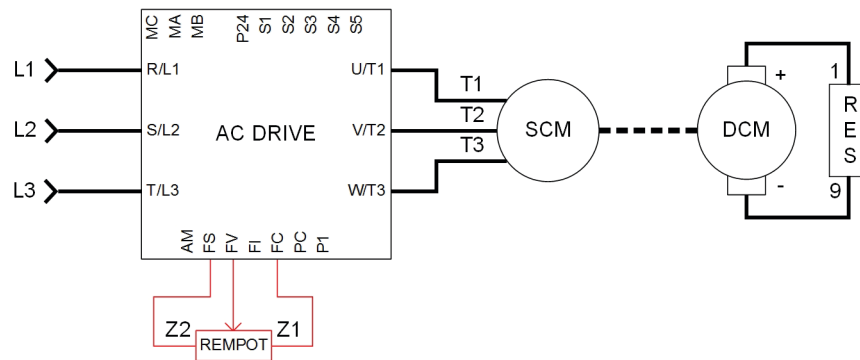 MC MA MB P24 S1 S2 S3 S4 S5
L1 R/L1 U/T1 T1
L2 S/L2 AC DRIVE V/T2 T2 SCM DCM
L3 T/L3 W/T3 T3
+ 1
RES
- 9
AM FS FV FI FC PC P1
Z2 REMPOT Z1